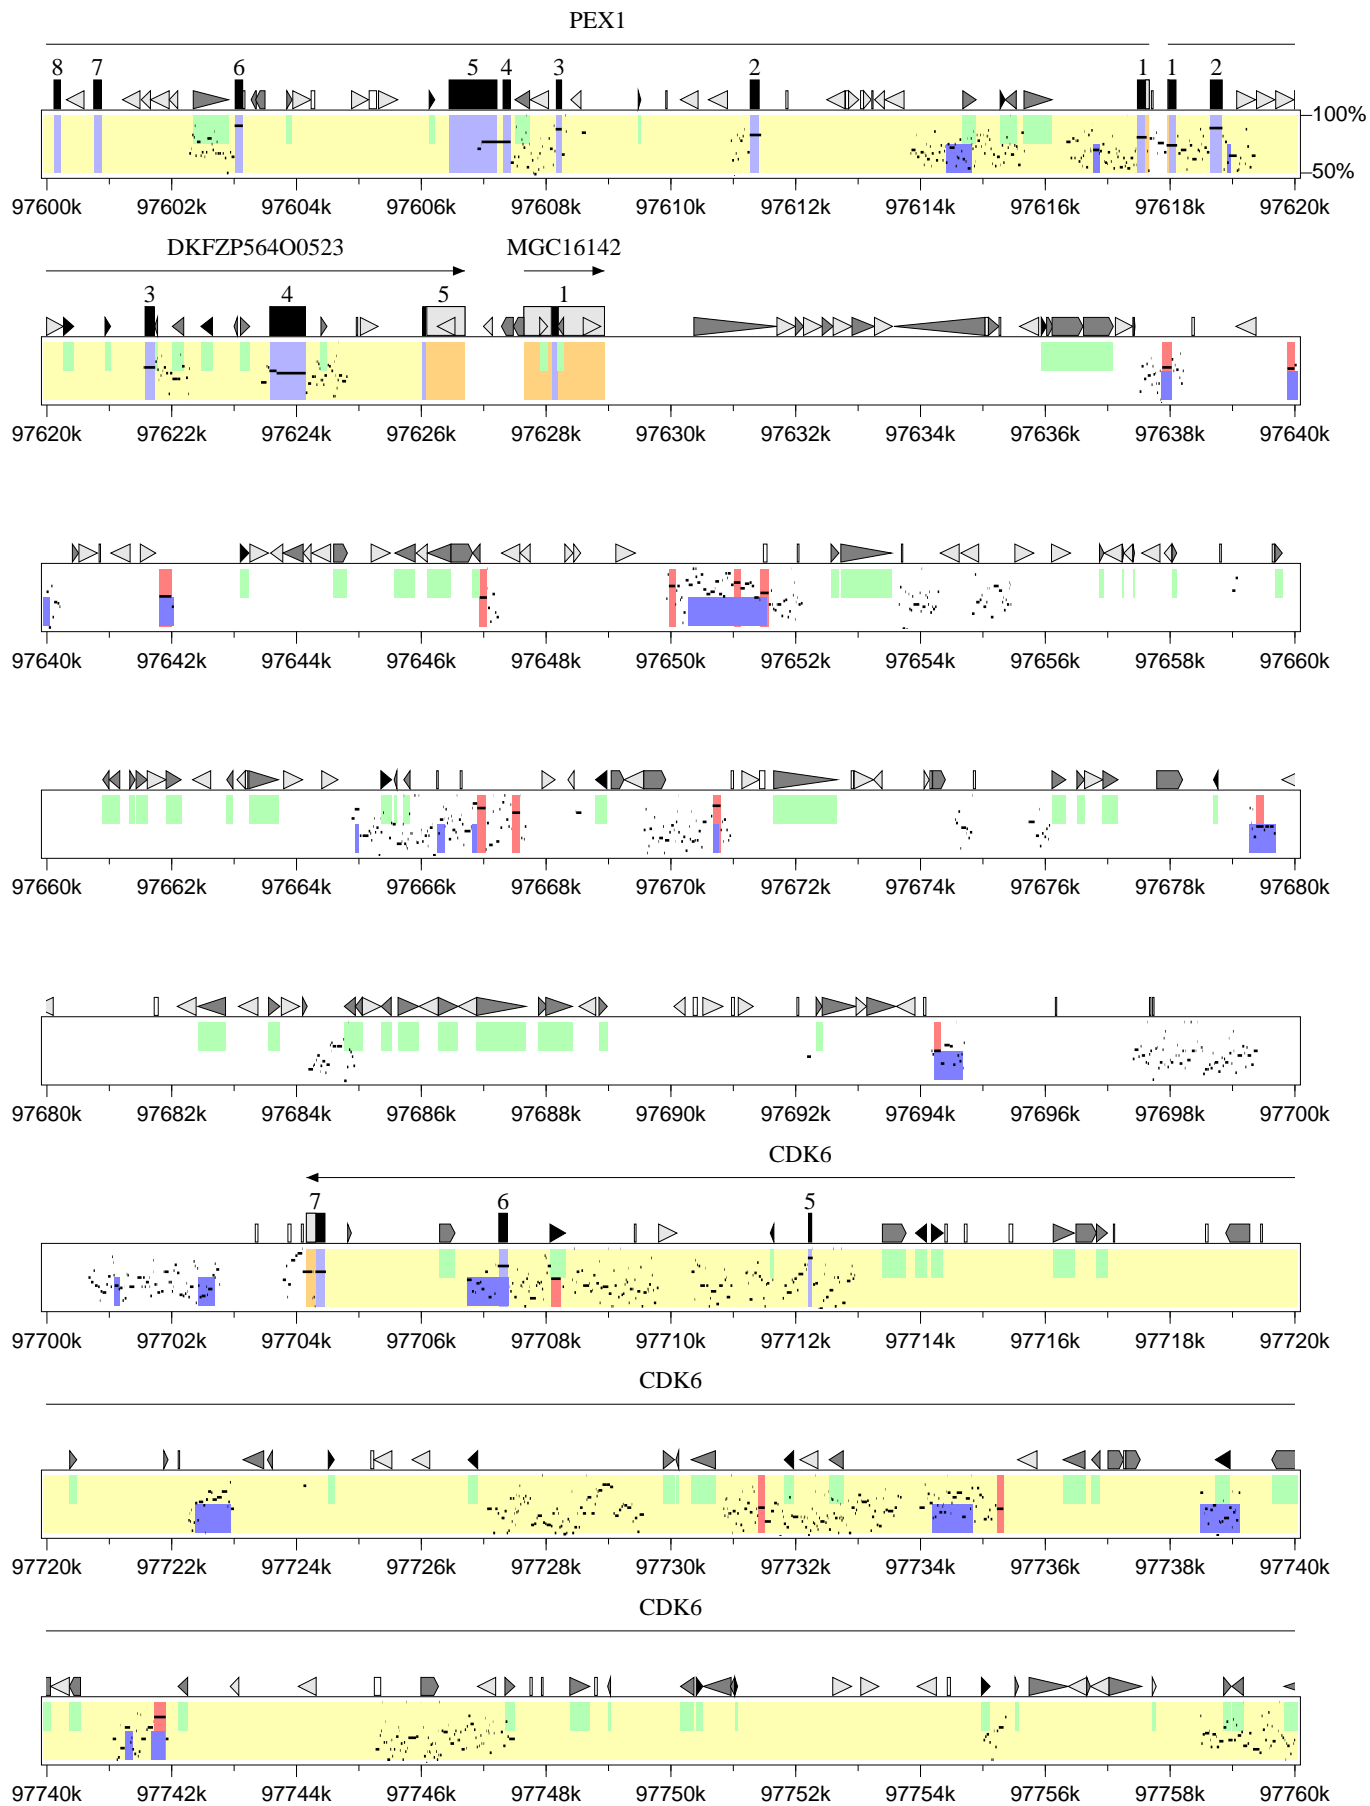 PEX1
8 7 6 5 4 3 2 1 1 2
100%
50%
97600k 97602k 97604k 97606k 97608k 97610k 97612k 97614k 97616k 97618k 97620k
DKFZP564O0523 MGC16142
3 4 5 1
97620k 97622k 97624k 97626k 97628k 97630k 97632k 97634k 97636k 97638k 97640k
97640k 97642k 97644k 97646k 97648k 97650k 97652k 97654k 97656k 97658k 97660k
97660k 97662k 97664k 97666k 97668k 97670k 97672k 97674k 97676k 97678k 97680k
97680k 97682k 97684k 97686k 97688k 97690k 97692k 97694k 97696k 97698k 97700k
CDK6
7 6 5
97700k 97702k 97704k 97706k 97708k 97710k 97712k 97714k 97716k 97718k 97720k
CDK6
97720k 97722k 97724k 97726k 97728k 97730k 97732k 97734k 97736k 97738k 97740k
CDK6
97740k 97742k 97744k 97746k 97748k 97750k 97752k 97754k 97756k 97758k 97760k